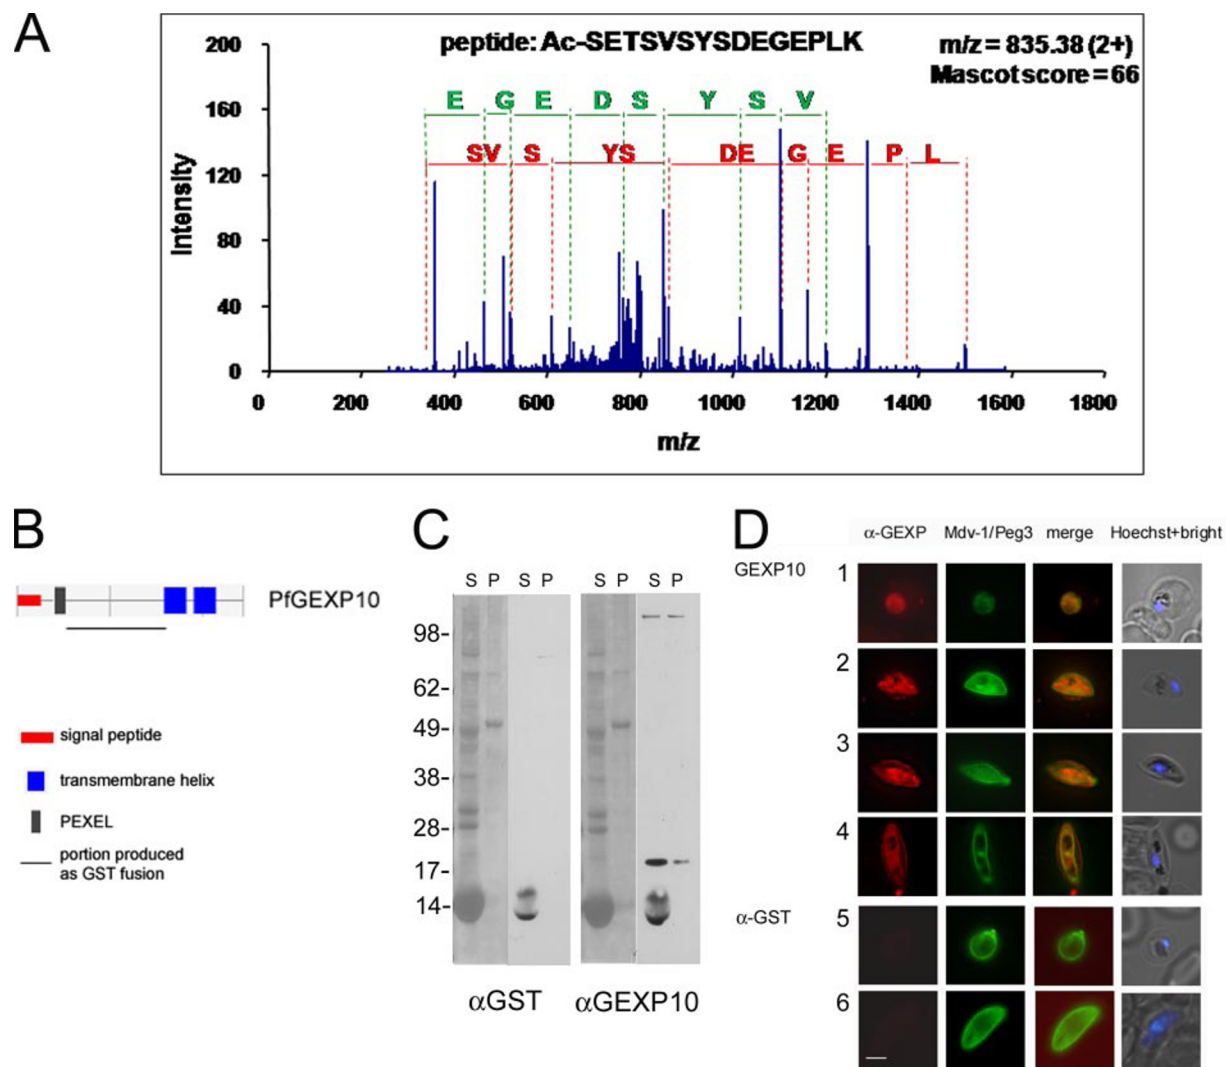 A
peptide: Ac-SETSVSYSDEGEPLK
m/z = 835.38 (2+)
Mascot score = 66
200
160
120
80
40
0
Intensity
E G E D S Y S V
SV S YS DE G E P L
0 200 400 600 800 1000 1200 1400 1600 1800
m/z
B
PfGEXP10
signal peptide
transmembrane helix
PEXEL
portion produced
as GST fusion
C
S P S P S P S P
98-
62-
49-
38-
28-
17-
14-
αGST αGEXP10
D
α-GEXP Mdv-1/Peg3 merge Hoechst+bright
GEXP10
1
2
3
4
α-GST
5
6